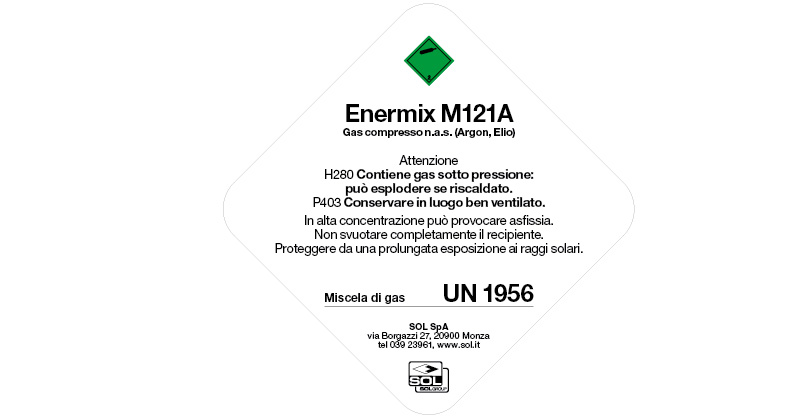 2
Enermix M121A
Gas compresso n.a.s. (Argon, Elio)
Attenzione
H280 Contiene gas sotto pressione:
può esplodere se riscaldato.
P403 Conservare in luogo ben ventilato.
In alta concentrazione può provocare asfissia.
Non svuotare completamente il recipiente.
Proteggere da una prolungata esposizione ai raggi solari.
Miscela di gas UN 1956
SOL SpA
via Borgazzi 27, 20900 Monza
tel 039 23961, www.sol.it
SOL
SOLGROUP